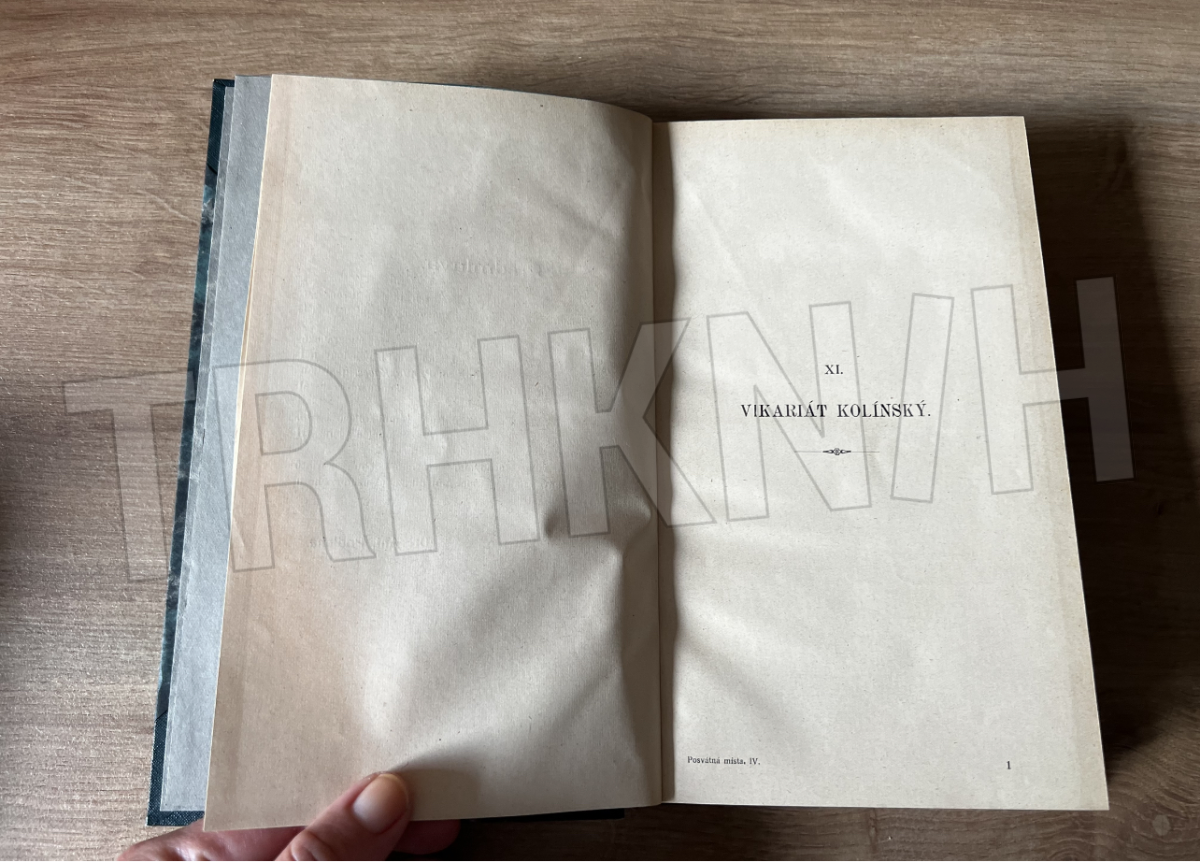 XI.
VIKARIÁT KOLÍNSKÝ.
Posvátná místa. IV.
1
TRHKNIH